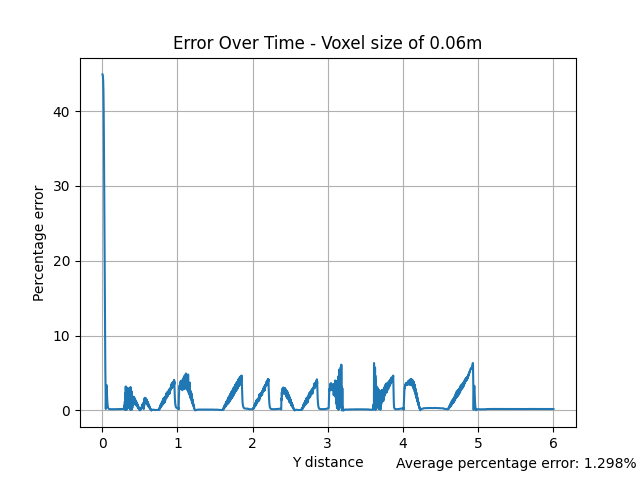 Error Over Time - Voxel size of 0.06m
Percentage error
40
30
20
10
0
0 1 2 3 4 5 6
Y distance
Average percentage error: 1.298%